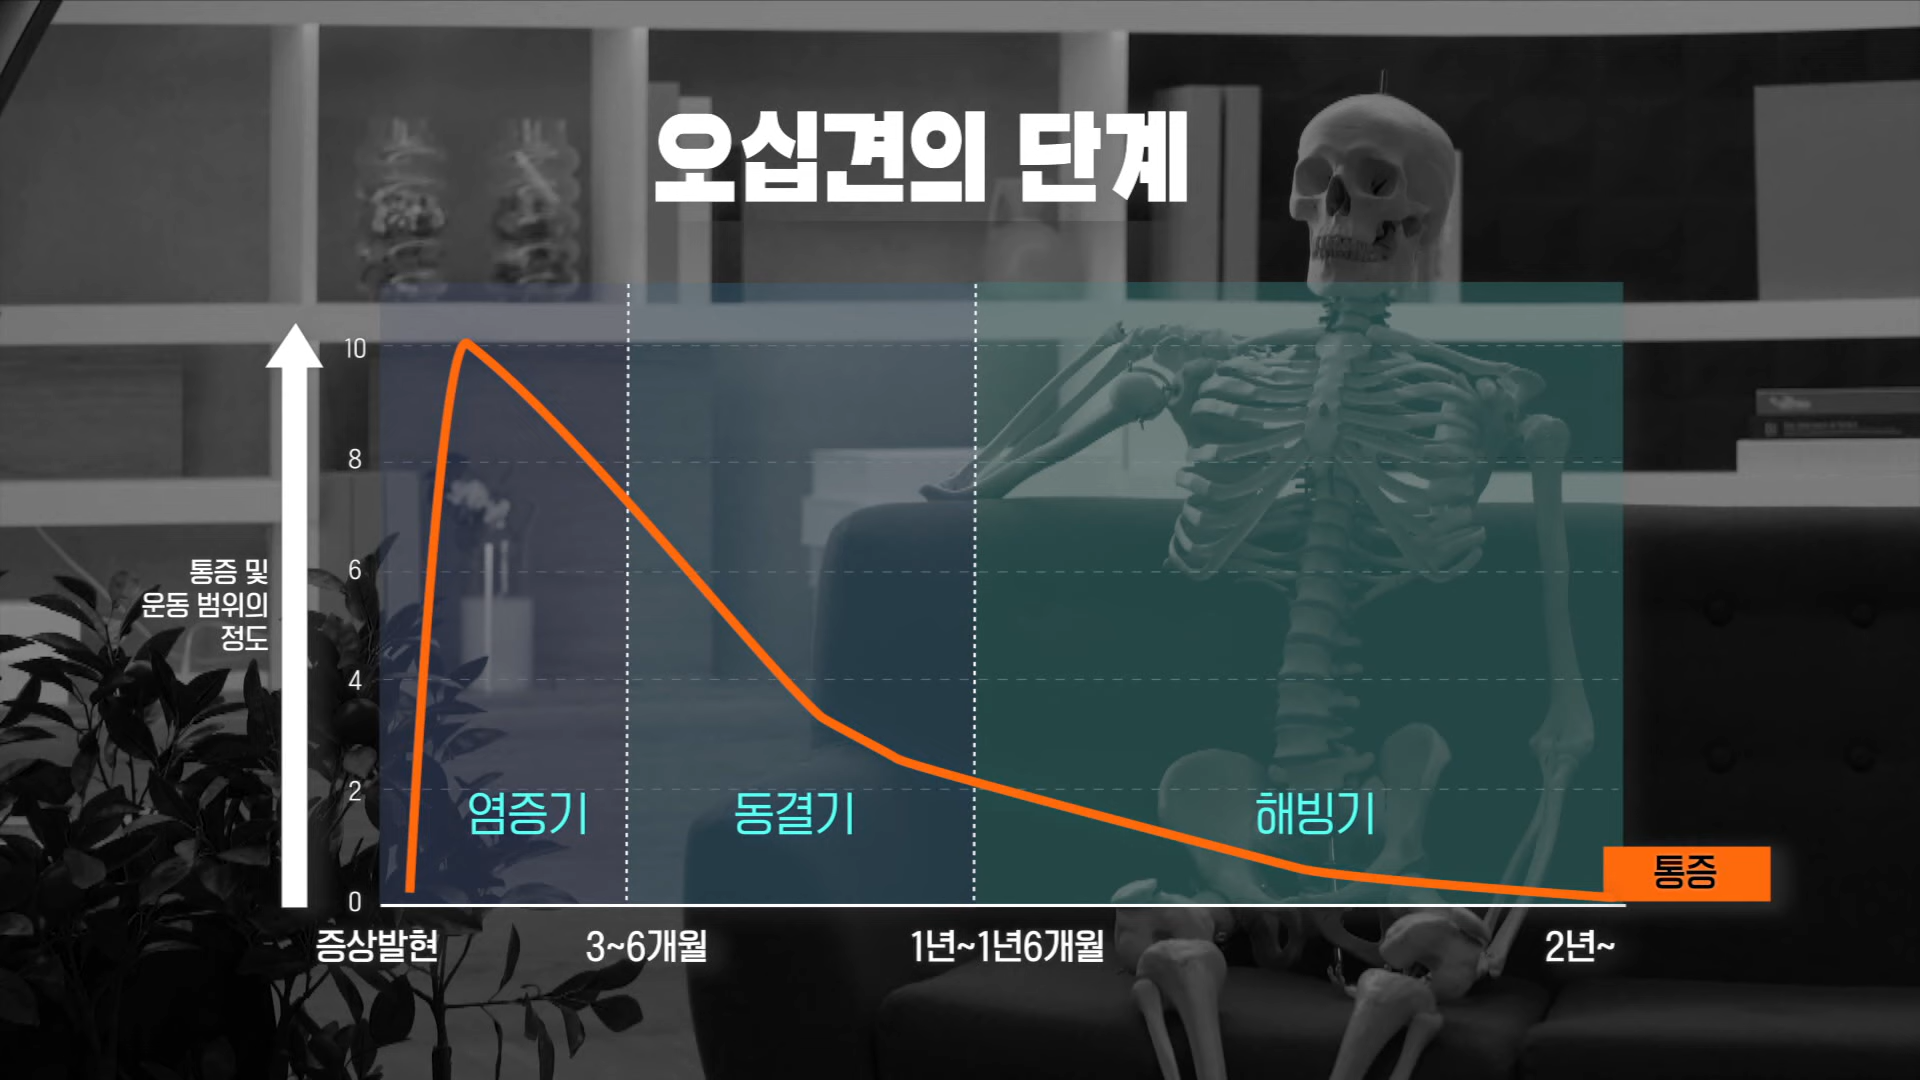 오십견의 단계
10
8
6
4
2
0
통증 및
운동 범위의
정도
염증기
동결기
해빙기
통증
증상발현
3~6개월
1년~1년6개월
2년~